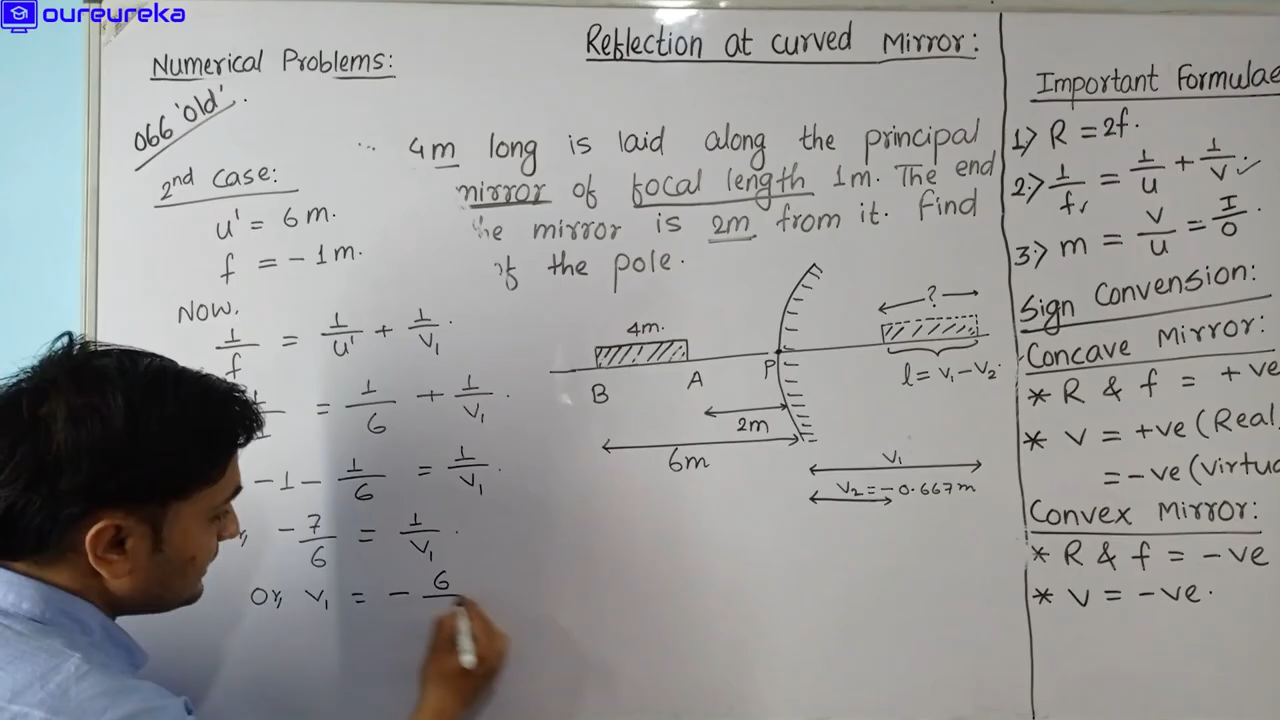 oureureka
Reflection at curved Mirror:
Numerical Problems:
066 'Old'.
... 4m long is laid along the principal
mirror of focal length 1m. The end
the mirror is 2m from it. Find
of the pole.
2nd case:
u' = 6m.
f = -1m.
Now,
1/f = 1/u' + 1/v₁.
= 1/6 + 1/v₁.
-1 - 1/6 = 1/v₁.
-7/6 = 1/v₁.
Or, v₁ = - 6
4m.
B
A
P
2m
6m
?
l = v₁ - v₂.
v₁
v₂ = -0.667m
Important Formulae
1) R = 2f.
2) 1/f = 1/u + 1/v
3) m = v/u = I/O.
Sign Convension:
Concave Mirror:
* R & f = +ve
* v = +ve (Real
= -ve (virtua
Convex Mirror:
* R & f = -ve
* v = -ve.